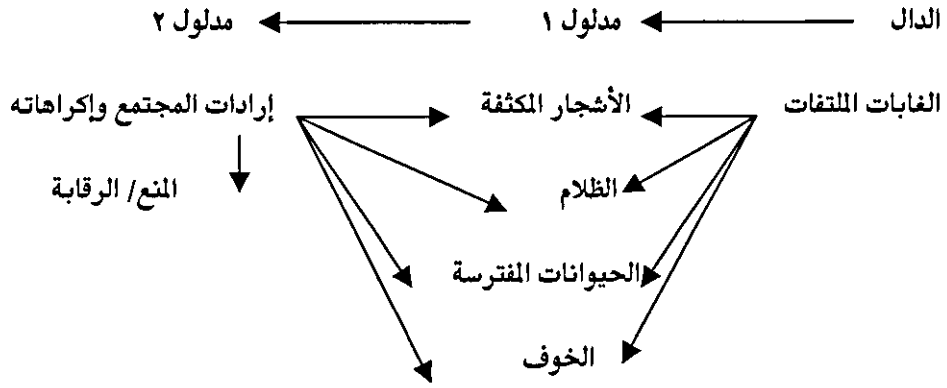 الدال مدلول ١ مدلول ٢
الغابات الملتفات الأشجار المكثفة إرادات المجتمع وإكراهاته
الظلام المنع/ الرقابة
الحيوانات المفترسة
الخوف